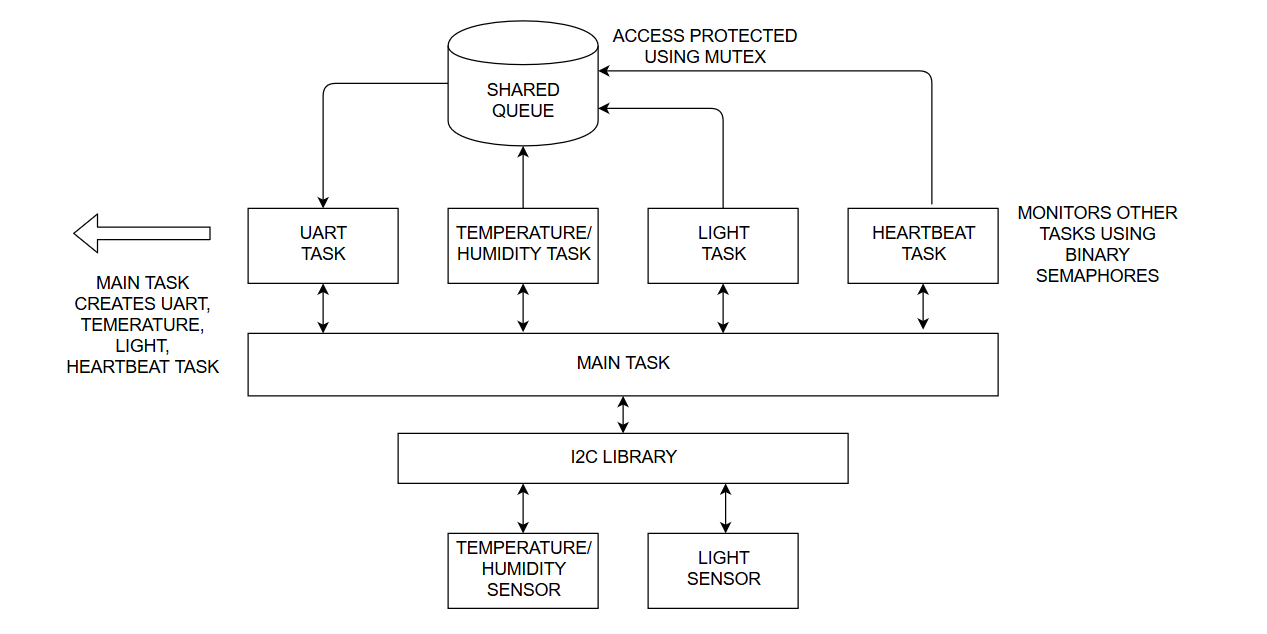 ACCESS PROTECTED
USING MUTEX
SHARED
QUEUE
UART
TASK
TEMPERATURE/
HUMIDITY TASK
LIGHT
TASK
HEARTBEAT
TASK
MONITORS OTHER
TASKS USING
BINARY
SEMAPHORES
MAIN TASK
CREATES UART,
TEMERATURE,
LIGHT,
HEARTBEAT TASK
MAIN TASK
I2C LIBRARY
TEMPERATURE/
HUMIDITY
SENSOR
LIGHT
SENSOR